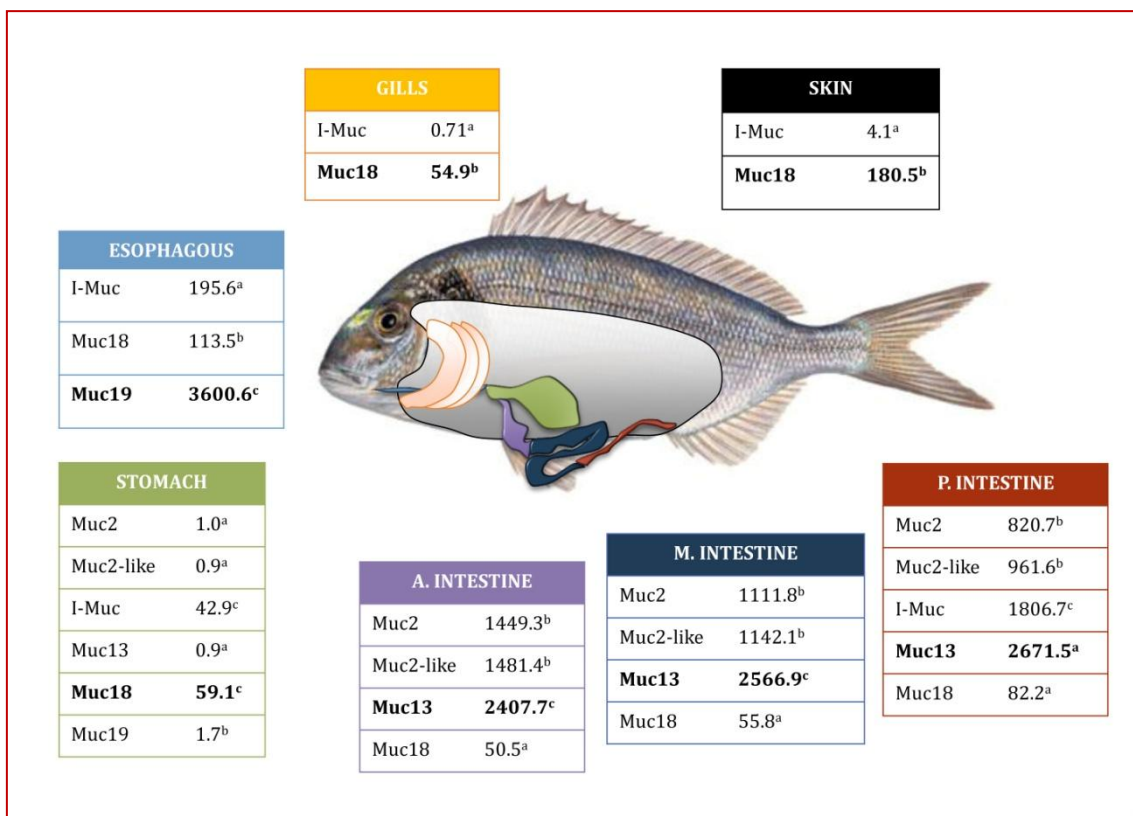 GILLS
I-Muc 0.71ᵃ
Muc18 54.9ᵇ
SKIN
I-Muc 4.1ᵃ
Muc18 180.5ᵇ
ESOPHAGOUS
I-Muc 195.6ᵃ
Muc18 113.5ᵇ
Muc19 3600.6ᶜ
STOMACH
Muc2 1.0ᵃ
Muc2-like 0.9ᵃ
I-Muc 42.9ᶜ
Muc13 0.9ᵃ
Muc18 59.1ᶜ
Muc19 1.7ᵇ
A. INTESTINE
Muc2 1449.3ᵇ
Muc2-like 1481.4ᵇ
Muc13 2407.7ᶜ
Muc18 50.5ᵃ
M. INTESTINE
Muc2 1111.8ᵇ
Muc2-like 1142.1ᵇ
Muc13 2566.9ᶜ
Muc18 55.8ᵃ
P. INTESTINE
Muc2 820.7ᵇ
Muc2-like 961.6ᵇ
I-Muc 1806.7ᶜ
Muc13 2671.5ᵃ
Muc18 82.2ᵃ